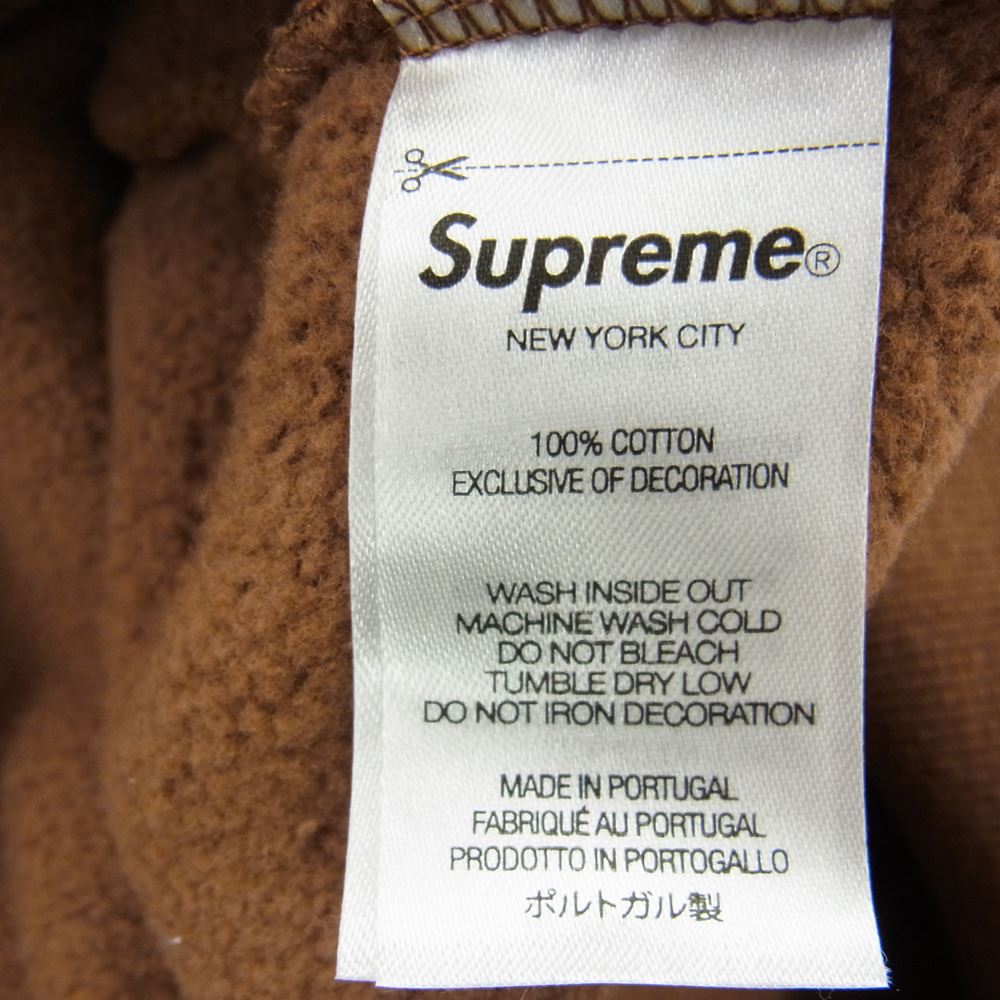 Supreme®
NEW YORK CITY
100% COTTON
EXCLUSIVE OF DECORATION
WASH INSIDE OUT
MACHINE WASH COLD
DO NOT BLEACH
TUMBLE DRY LOW
DO NOT IRON DECORATION
MADE IN PORTUGAL
FABRIQUÉ AU PORTUGAL
PRODOTTO IN PORTOGALLO
ポルトガル製